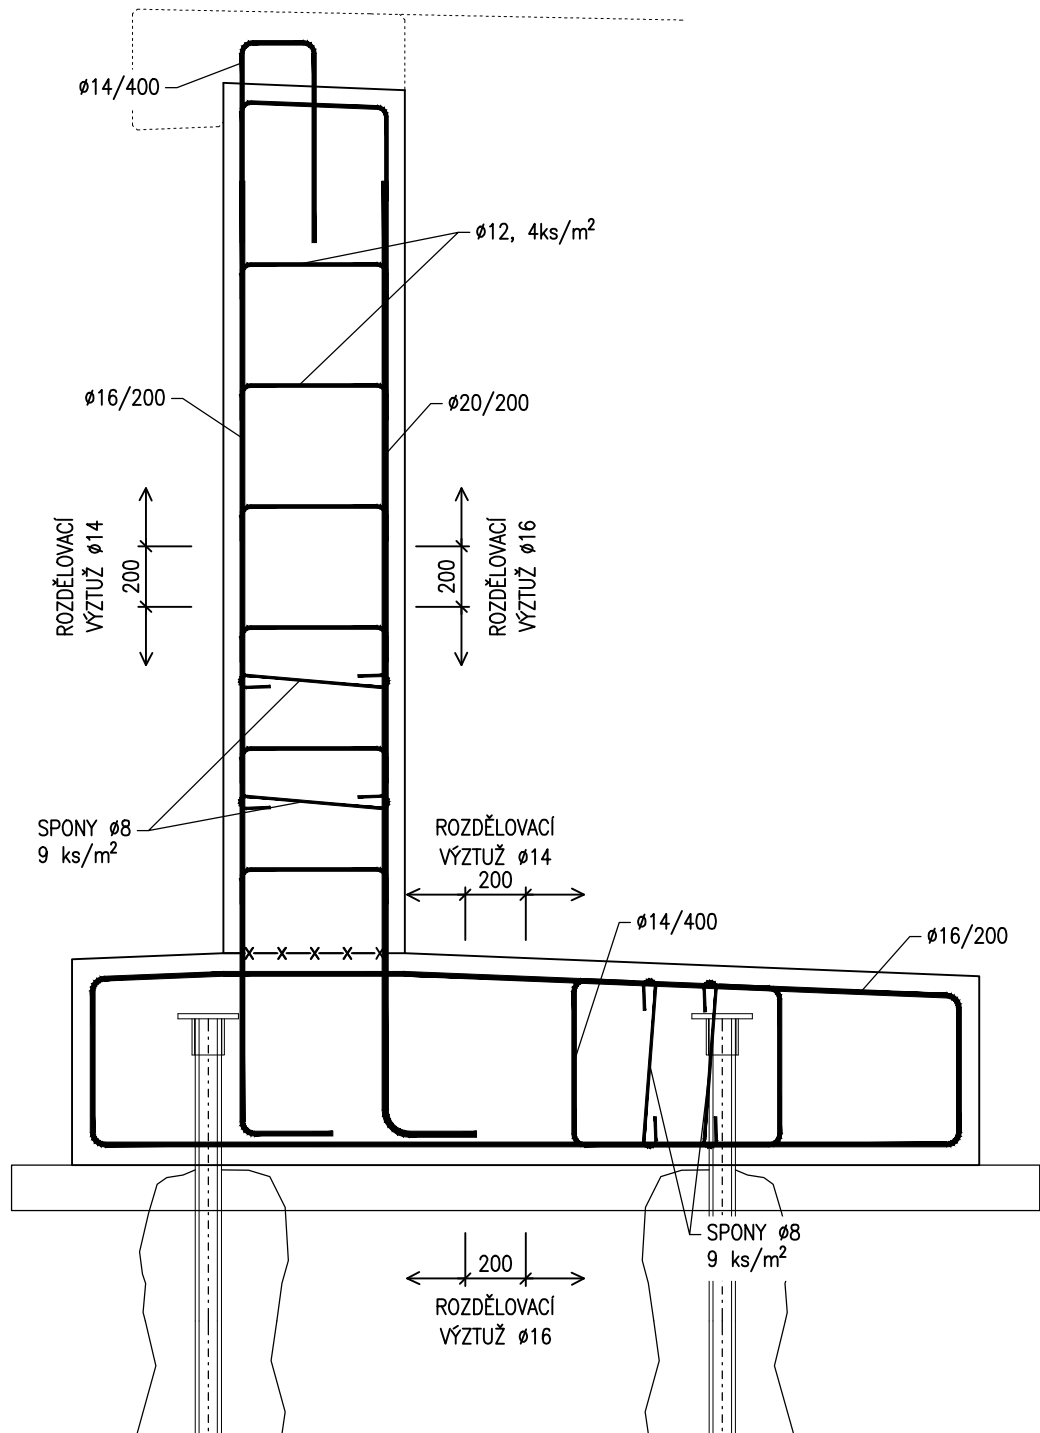 ø14/400
ø12, 4ks/m²
ø16/200
ø20/200
ROZDĚLOVACÍ
VÝZTUŽ ø14
200
200
ROZDĚLOVACÍ
VÝZTUŽ ø16
SPONY ø8
9 ks/m²
ROZDĚLOVACÍ
VÝZTUŽ ø14
200
ø14/400
ø16/200
SPONY ø8
9 ks/m²
200
ROZDĚLOVACÍ
VÝZTUŽ ø16